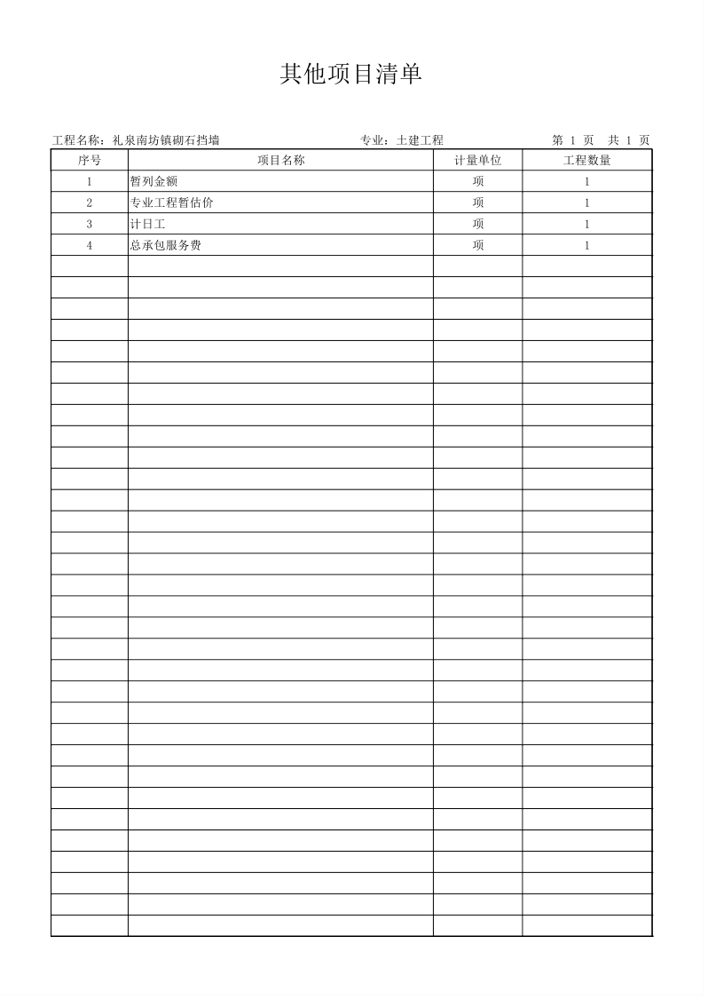 其他项目清单
工程名称：礼泉南坊镇砌石挡墙 专业：土建工程 第 1 页 共 1 页
序号 项目名称 计量单位 工程数量
1 暂列金额 项 1
2 专业工程暂估价 项 1
3 计日工 项 1
4 总承包服务费 项 1